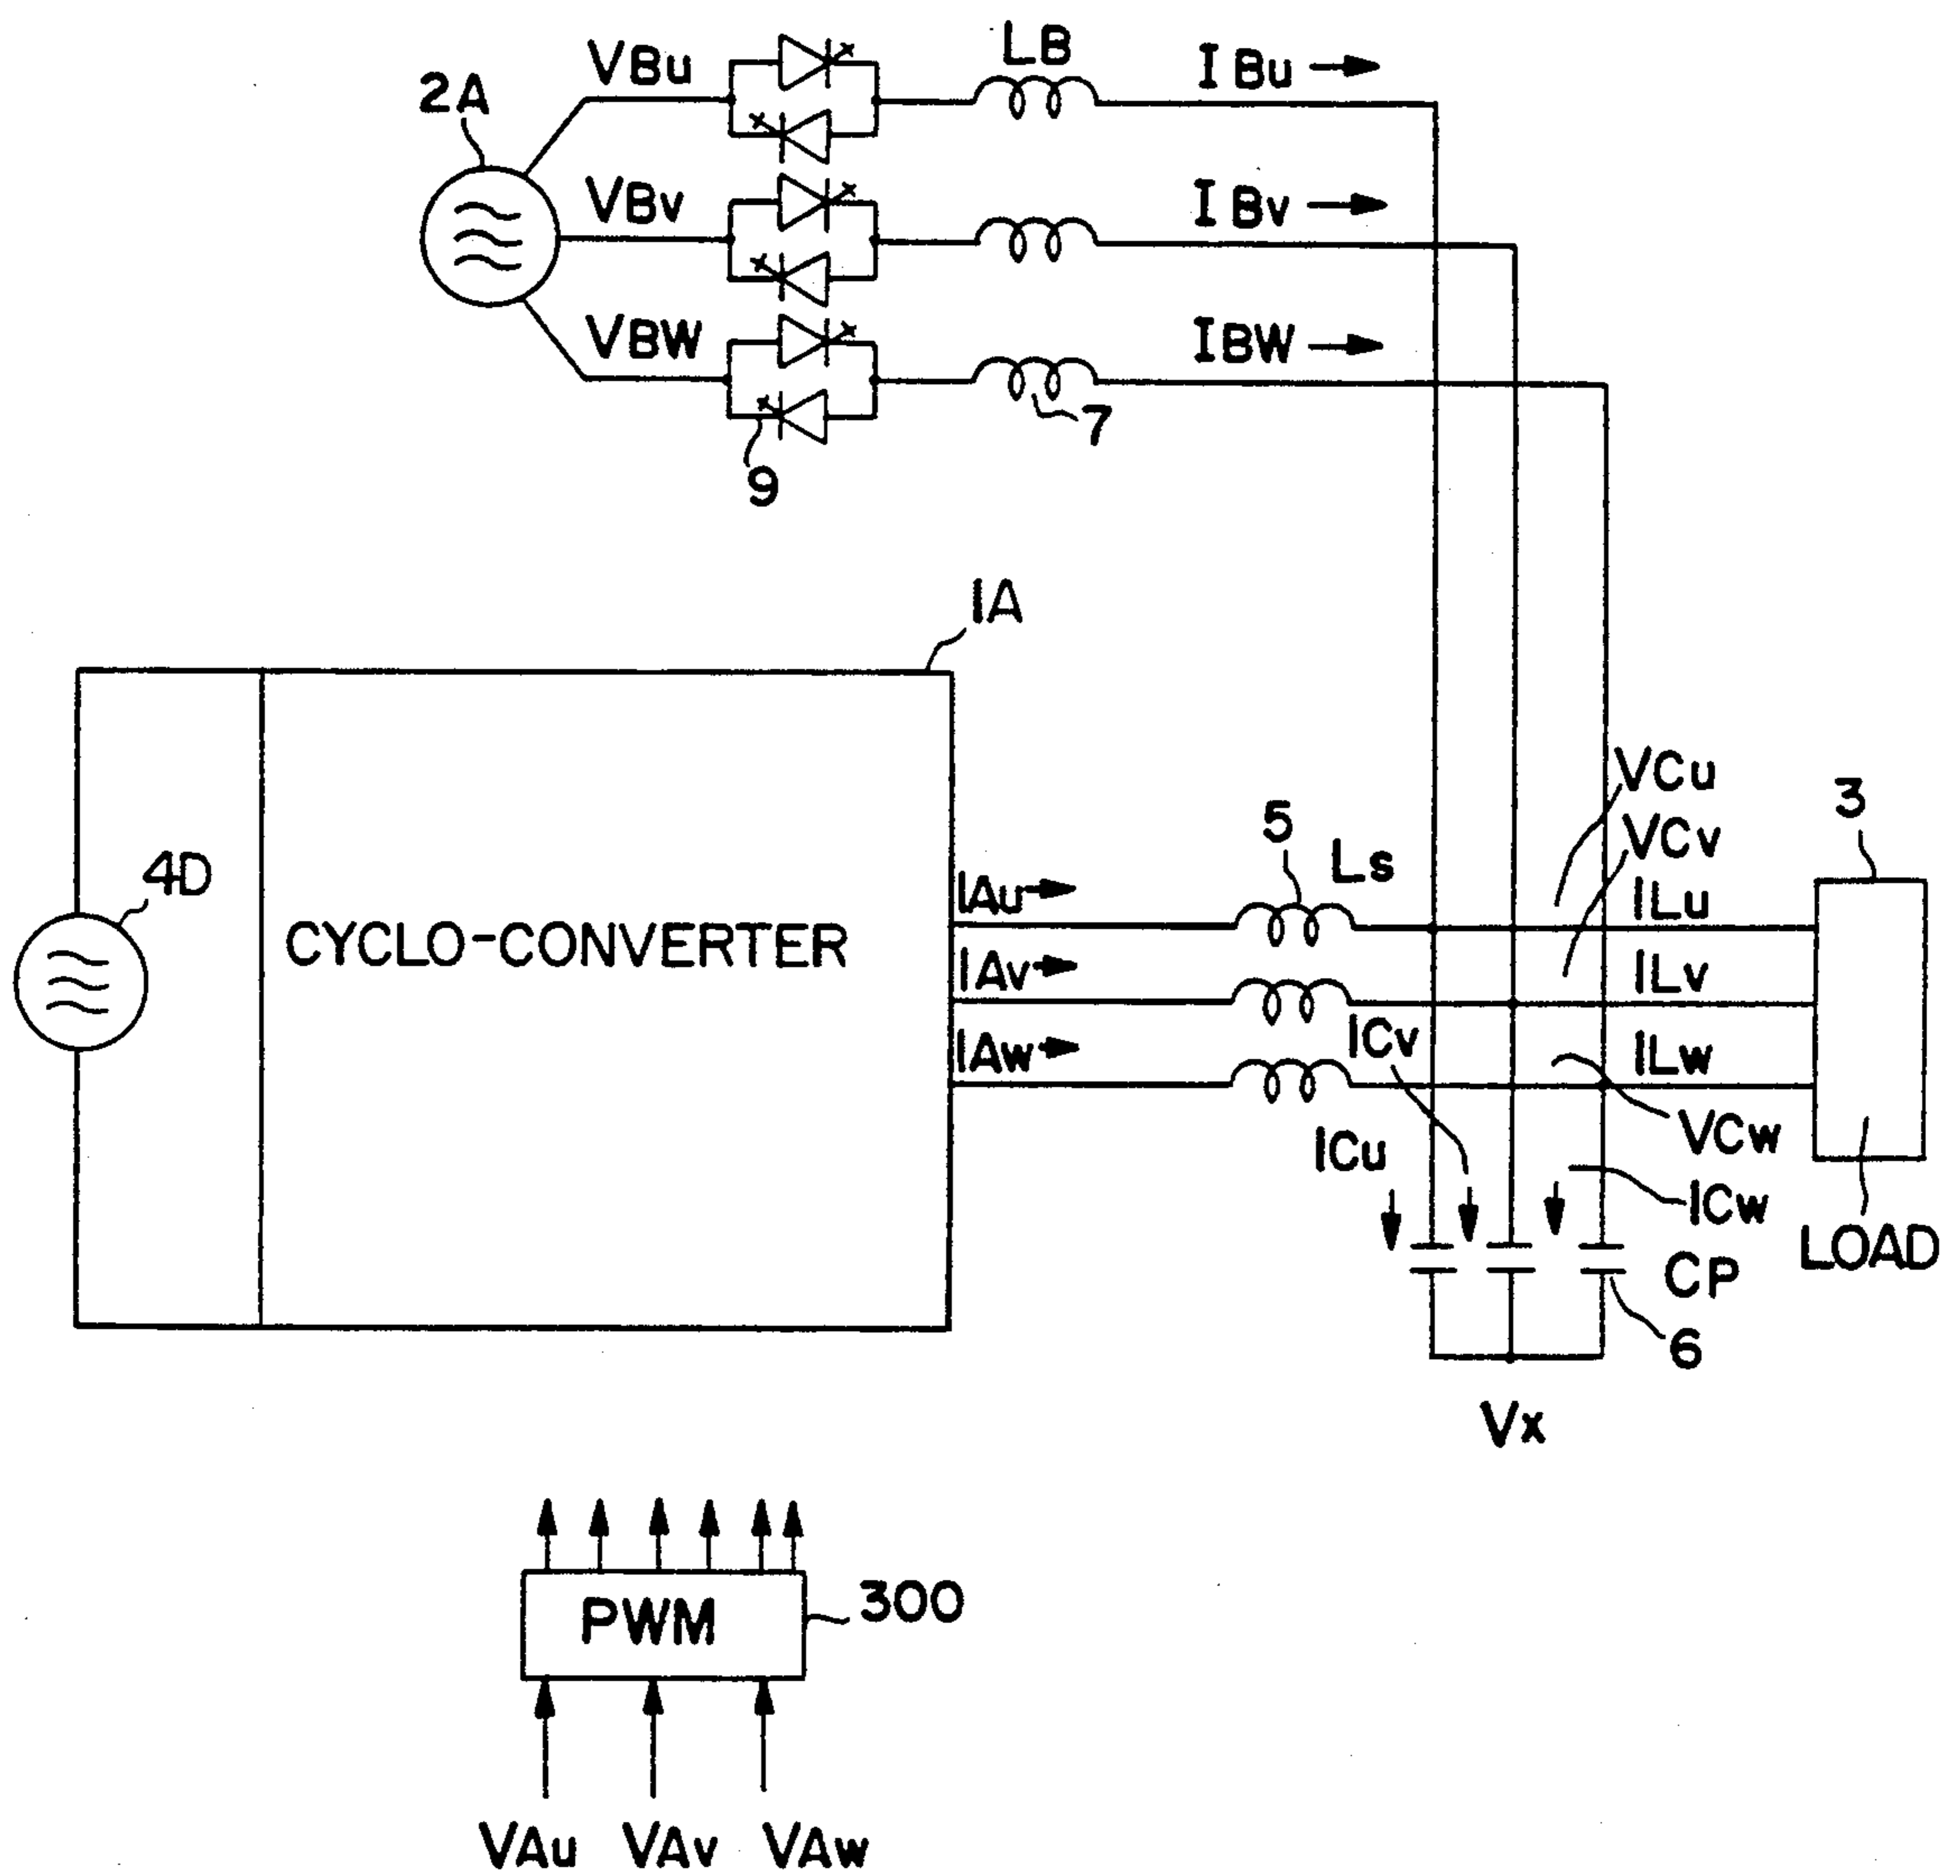 2A
VBu
LB
IBu
VBv
IBv
VBW
IBW
7
9
1A
4D
CYCLO-CONVERTER
IAu
IAv
IAw
5
Ls
VCu
VCv
3
ILu
ILv
ILw
ICv
ICu
VCw
ICw
LOAD
CP
6
Vx
PWM
300
VAu VAv VAw